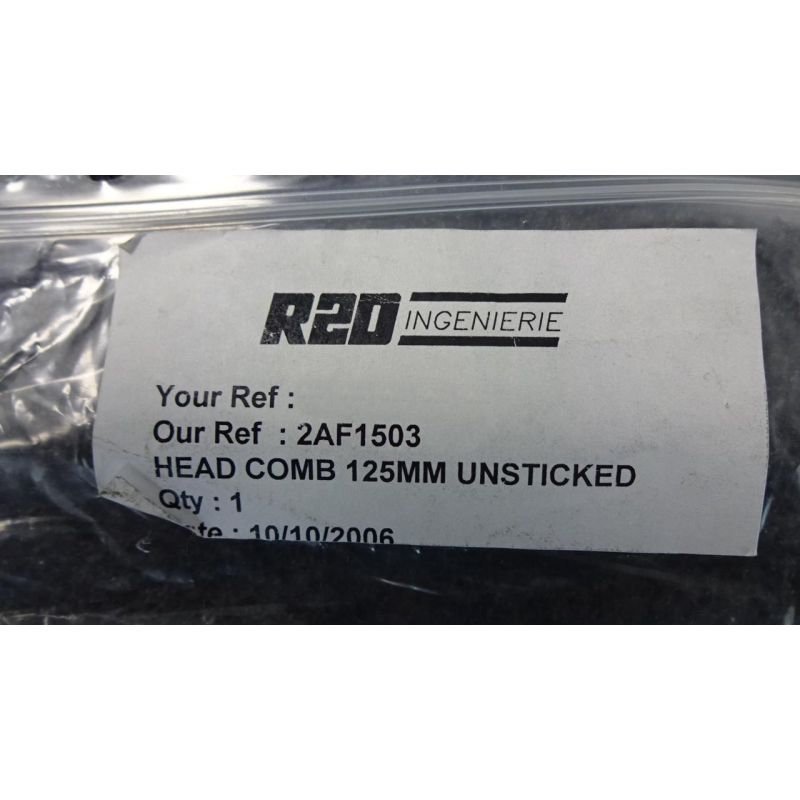 R2D INGENIERIE
Your Ref :
Our Ref : 2AF1503
HEAD COMB 125MM UNSTICKED
Qty : 1
: 10/10/2006